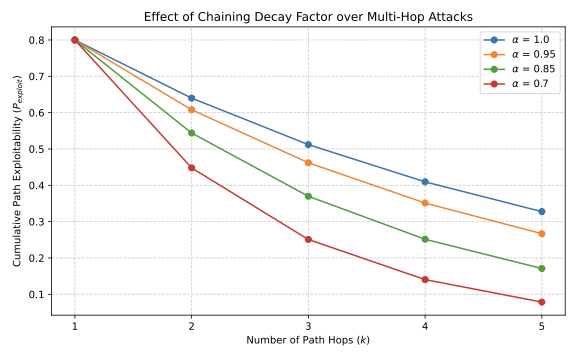 Effect of Chaining Decay Factor over Multi-Hop Attacks
Cumulative Path Exploitability (P_exploit)
0.8
0.7
0.6
0.5
0.4
0.3
0.2
0.1
α = 1.0
α = 0.95
α = 0.85
α = 0.7
1 2 3 4 5
Number of Path Hops (k)